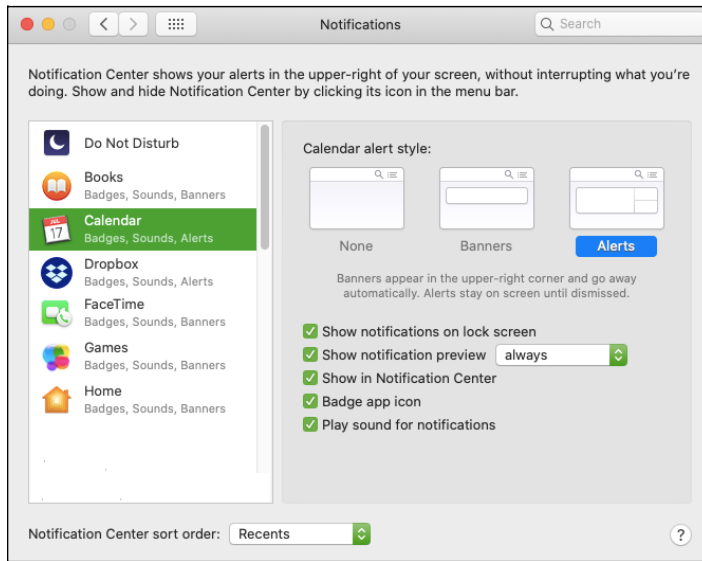 Notifications
Search
Notification Center shows your alerts in the upper-right of your screen, without interrupting what you're
doing. Show and hide Notification Center by clicking its icon in the menu bar.
Do Not Disturb
Books
Badges, Sounds, Banners
JUL
17
Calendar
Badges, Sounds, Alerts
Dropbox
Badges, Sounds, Alerts
FaceTime
Badges, Sounds, Banners
Games
Badges, Sounds, Banners
Home
Badges, Sounds, Banners
Calendar alert style:
None
Banners
Alerts
Banners appear in the upper-right corner and go away
automatically. Alerts stay on screen until dismissed.
Show notifications on lock screen
Show notification preview always
Show in Notification Center
Badge app icon
Play sound for notifications
Notification Center sort order: Recents
?